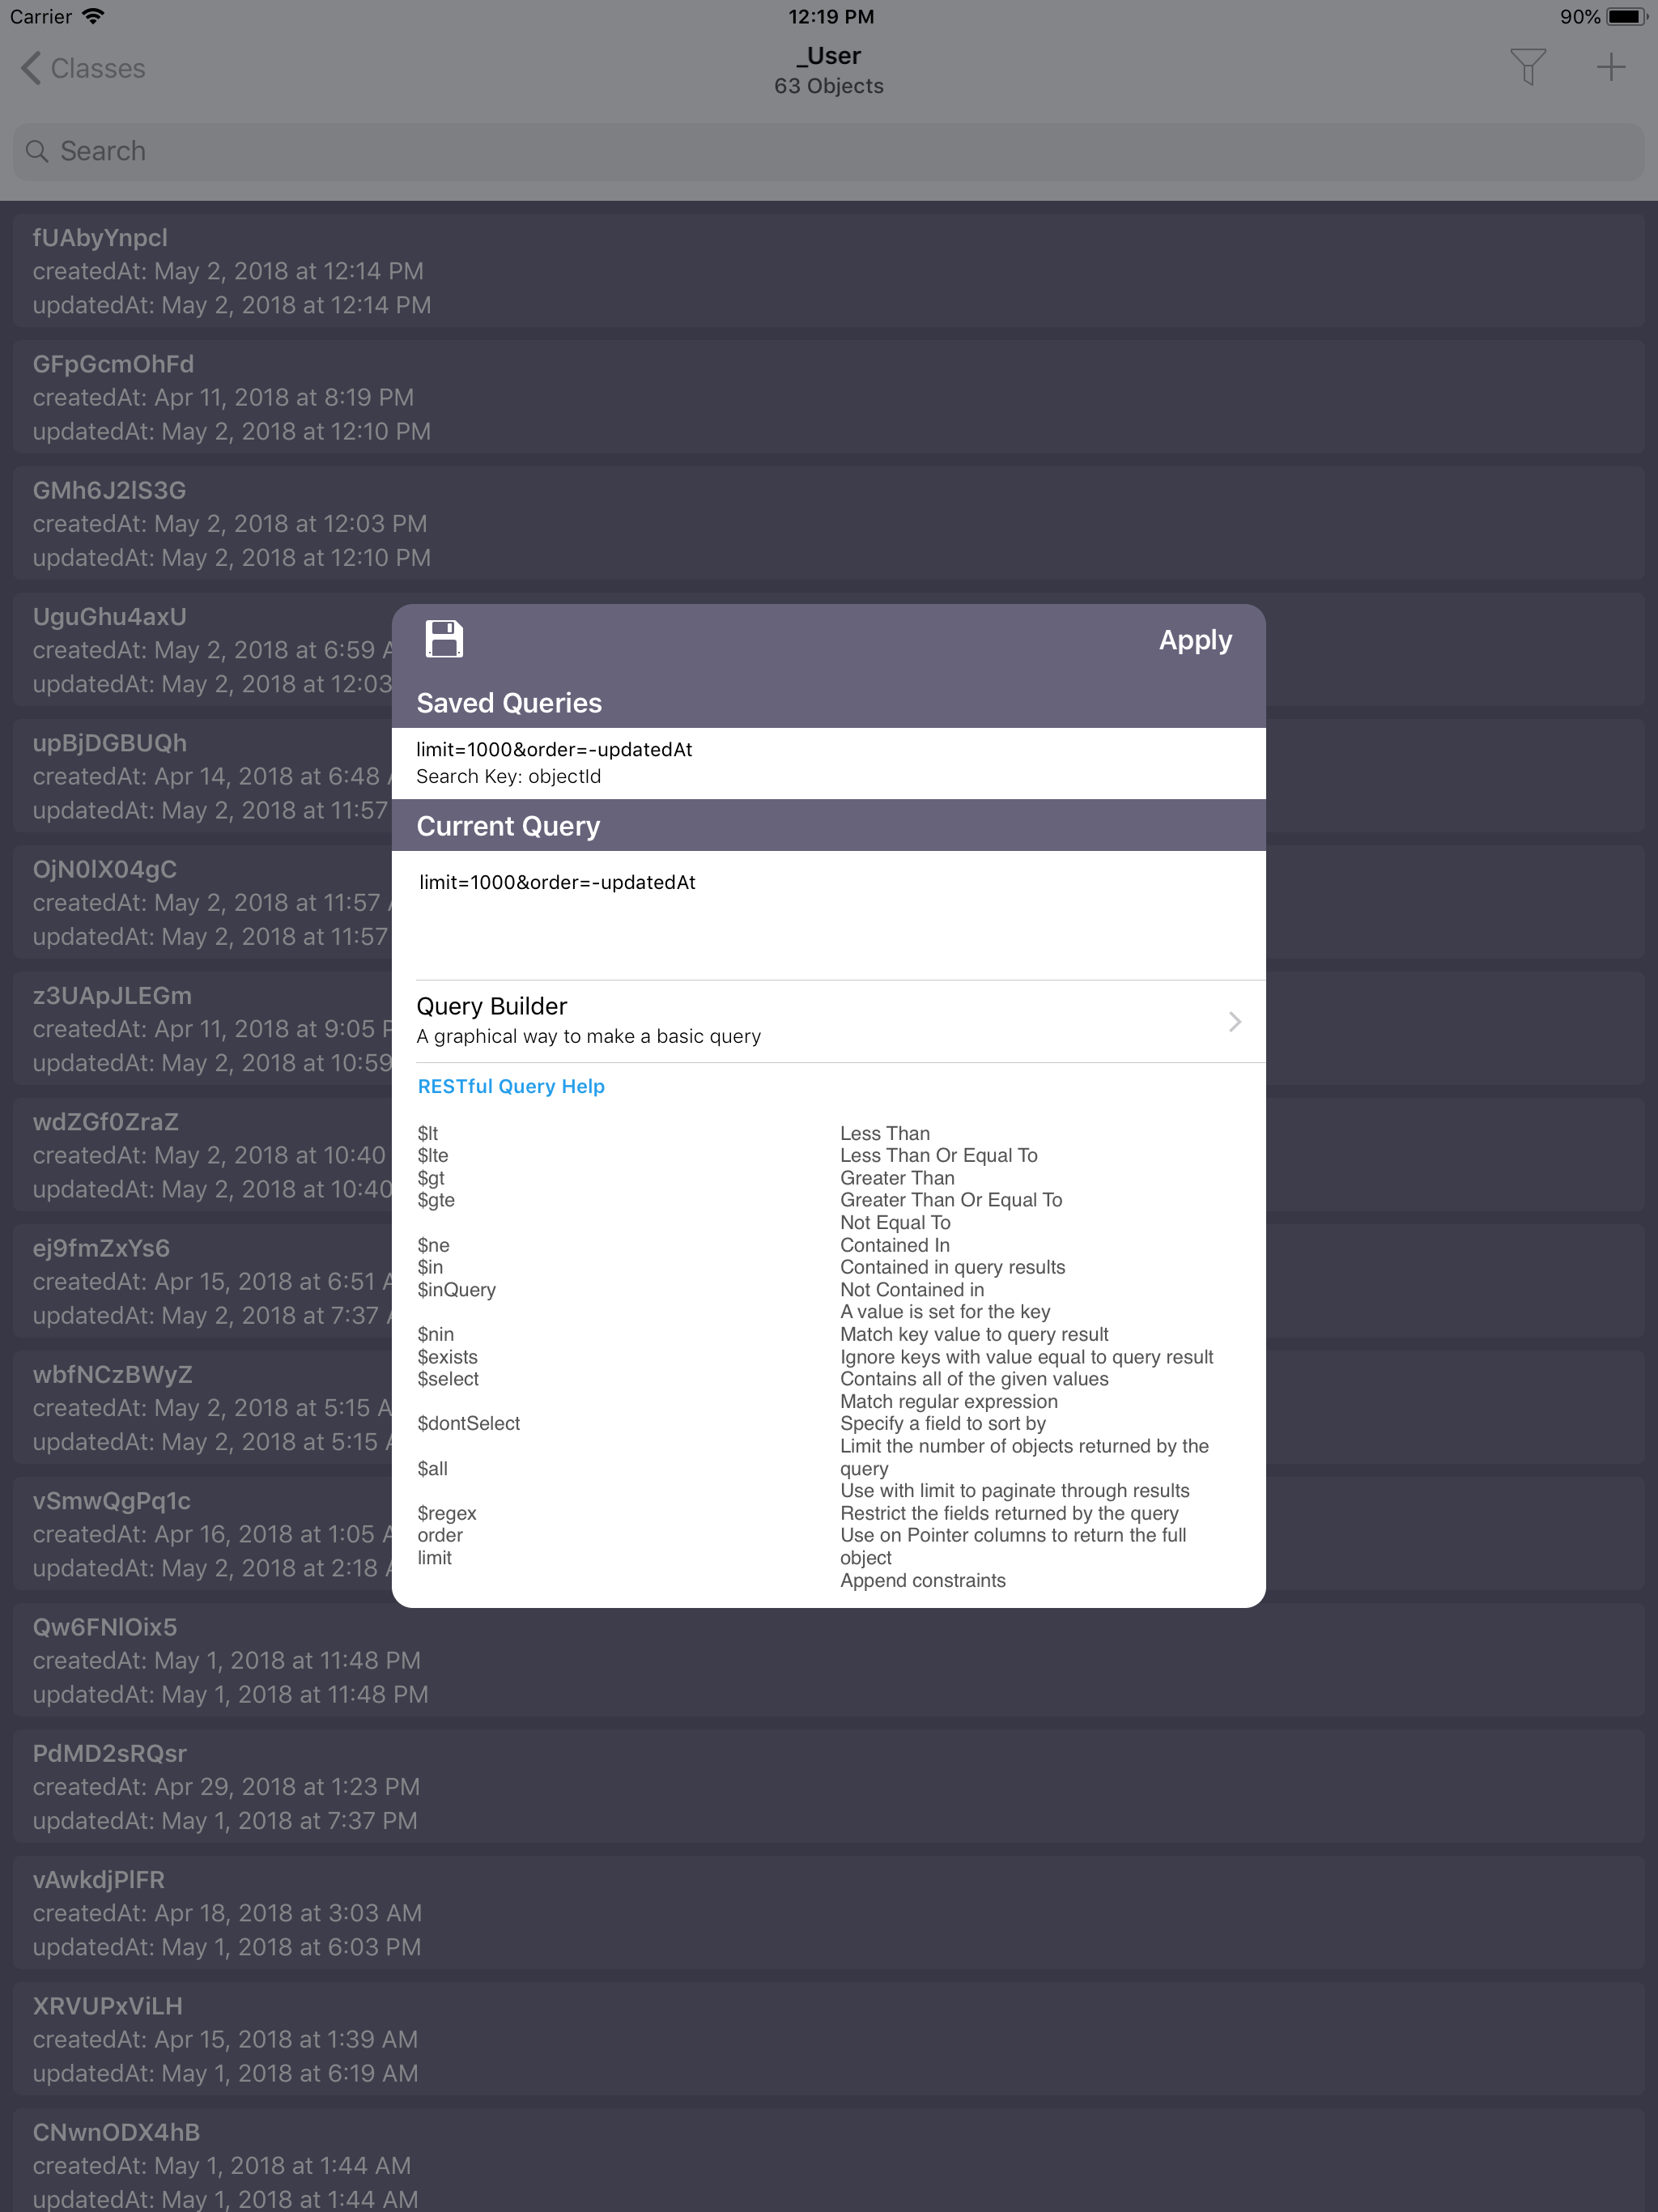 Carrier 12:19 PM 90%
Classes
_User
63 Objects
Search
fUAbyYnpcl
createdAt: May 2, 2018 at 12:14 PM
updatedAt: May 2, 2018 at 12:14 PM
GFpGcmOhFd
createdAt: Apr 11, 2018 at 8:19 PM
updatedAt: May 2, 2018 at 12:10 PM
GMh6J2lS3G
createdAt: May 2, 2018 at 12:03 PM
updatedAt: May 2, 2018 at 12:10 PM
UguGhu4axU
createdAt: May 2, 2018 at 6:59
updatedAt: May 2, 2018 at 12:03
upBjDGBUQh
createdAt: Apr 14, 2018 at 6:48
updatedAt: May 2, 2018 at 11:57
OjN0lX04gC
createdAt: May 2, 2018 at 11:57
updatedAt: May 2, 2018 at 11:57
z3UApJLEGm
createdAt: Apr 11, 2018 at 9:05
updatedAt: May 2, 2018 at 10:59
wdZGf0ZraZ
createdAt: May 2, 2018 at 10:40
updatedAt: May 2, 2018 at 10:40
ej9fmZxYs6
createdAt: Apr 15, 2018 at 6:51
updatedAt: May 2, 2018 at 7:37
wbfNCzBWyZ
createdAt: May 2, 2018 at 5:15
updatedAt: May 2, 2018 at 5:15
vSmwQgPq1c
createdAt: Apr 16, 2018 at 1:05
updatedAt: May 2, 2018 at 2:18
Qw6FNlOix5
createdAt: May 1, 2018 at 11:48 PM
updatedAt: May 1, 2018 at 11:48 PM
PdMD2sRQsr
createdAt: Apr 29, 2018 at 1:23 PM
updatedAt: May 1, 2018 at 7:37 PM
vAwkdjPlFR
createdAt: Apr 18, 2018 at 3:03 AM
updatedAt: May 1, 2018 at 6:03 PM
XRVUPxViLH
createdAt: Apr 15, 2018 at 1:39 AM
updatedAt: May 1, 2018 at 6:19 AM
CNwnODX4hB
createdAt: May 1, 2018 at 1:44 AM
updatedAt: May 1, 2018 at 1:44 AM
Apply
Saved Queries
limit=1000&order=-updatedAt
Search Key: objectId
Current Query
limit=1000&order=-updatedAt
Query Builder
A graphical way to make a basic query
RESTful Query Help
$lt
$lte
$gt
$gte
$ne
$in
$inQuery
$nin
$exists
$select
$dontSelect
$all
$regex
order
limit
Less Than
Less Than Or Equal To
Greater Than
Greater Than Or Equal To
Not Equal To
Contained In
Contained in query results
Not Contained in
A value is set for the key
Match key value to query result
Ignore keys with value equal to query result
Contains all of the given values
Match regular expression
Specify a field to sort by
Limit the number of objects returned by the
query
Use with limit to paginate through results
Restrict the fields returned by the query
Use on Pointer columns to return the full
object
Append constraints